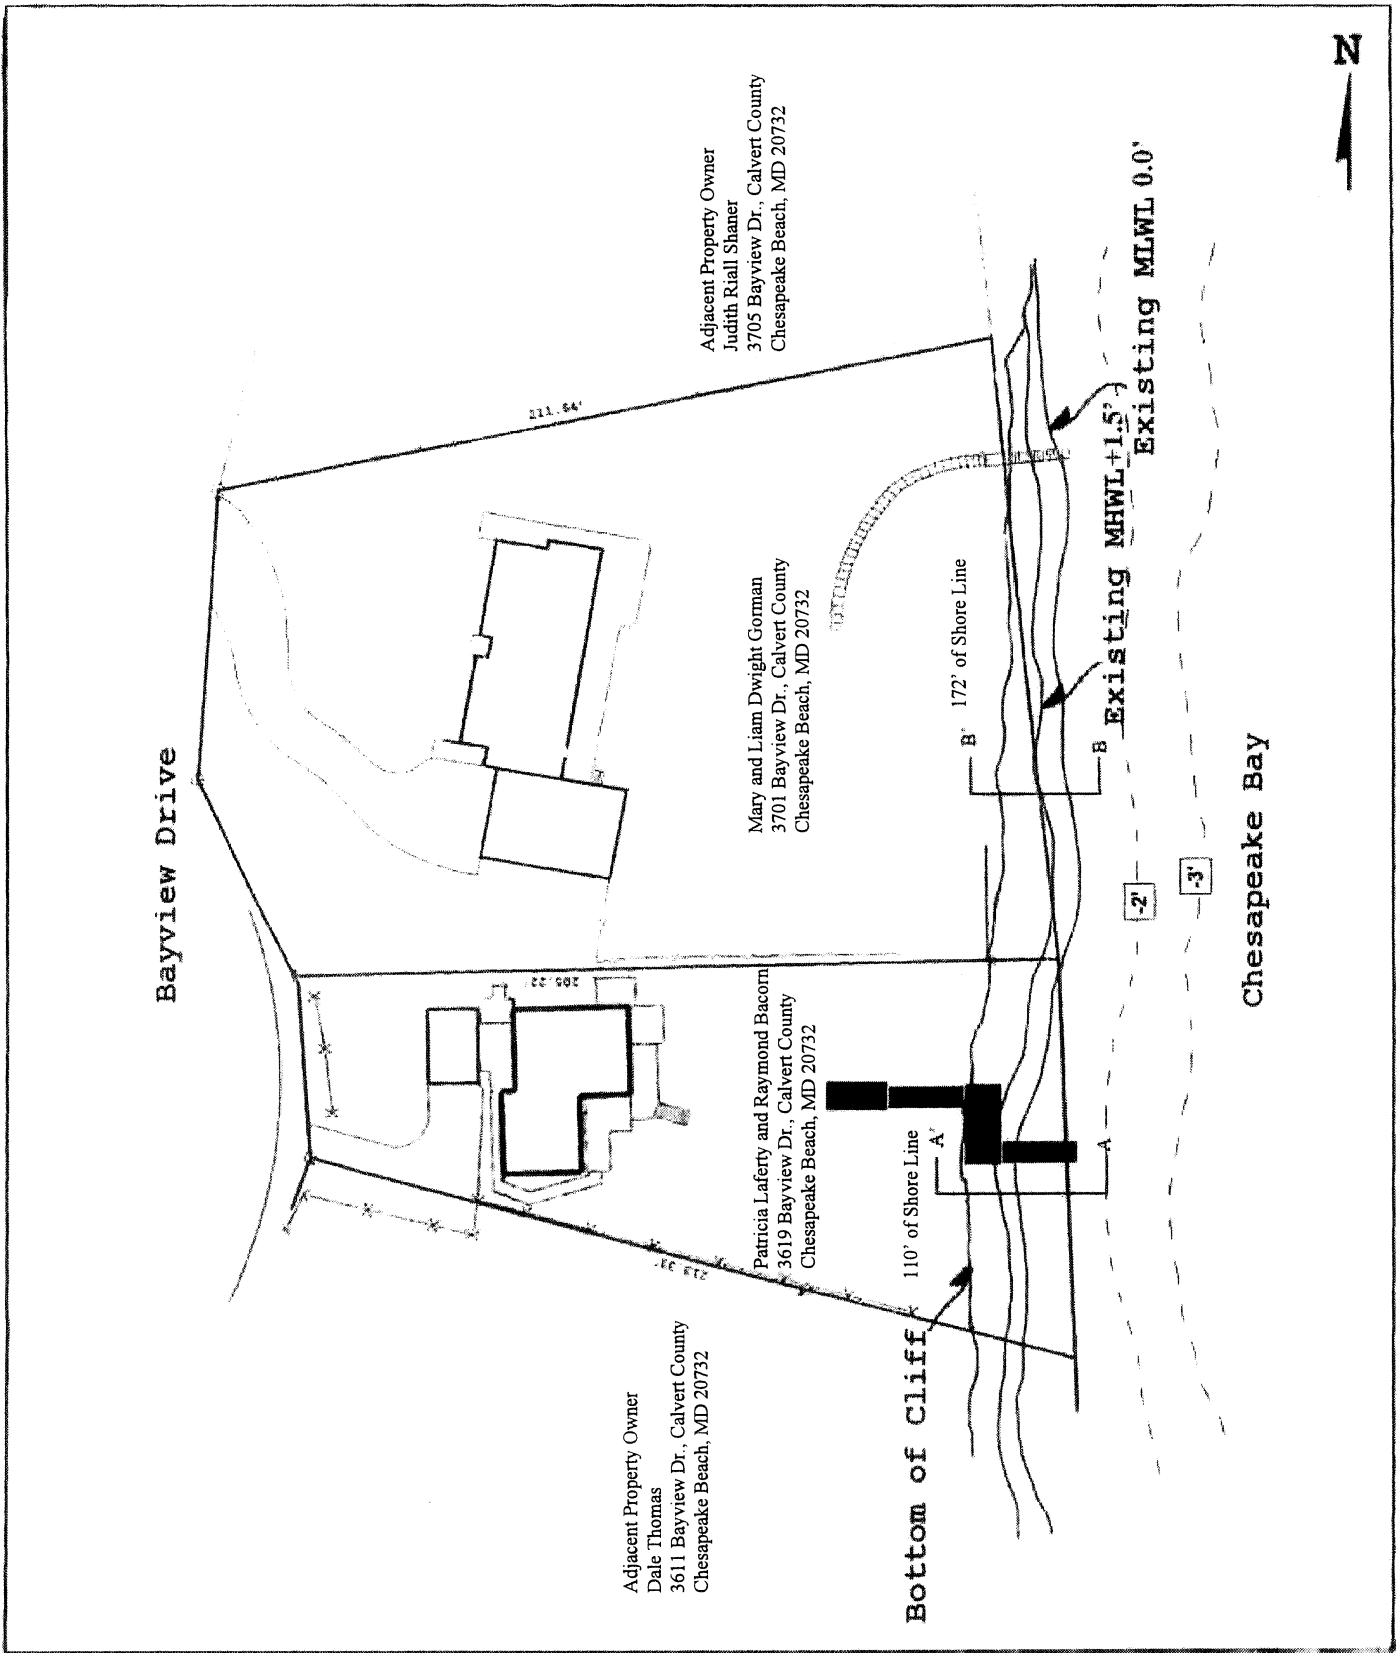 N
Bayview Drive
Adjacent Property Owner
Judith Riall Shaner
3705 Bayview Dr., Calvert County
Chesapeake Beach, MD 20732
211.64'
Mary and Liam Dwight Gorman
3701 Bayview Dr., Calvert County
Chesapeake Beach, MD 20732
172' of Shore Line
B'
B
Existing MHWL+1.5'
Existing MLWL 0.0'
205.22'
Patricia Laferty and Raymond Bacorn
3619 Bayview Dr., Calvert County
Chesapeake Beach, MD 20732
110' of Shore Line
A'
A
213.33'
Adjacent Property Owner
Dale Thomas
3611 Bayview Dr., Calvert County
Chesapeake Beach, MD 20732
Bottom of Cliff
-2'
-3'
Chesapeake Bay